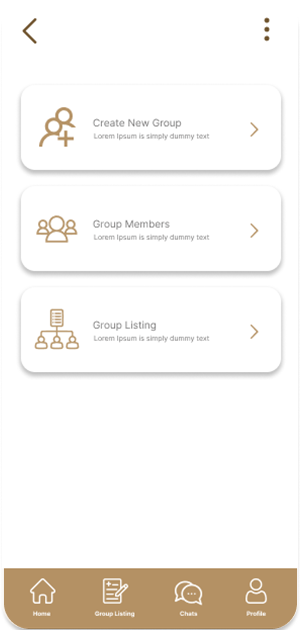 Create New Group
Lorem Ipsum is simply dummy text
Group Members
Lorem Ipsum is simply dummy text
Group Listing
Lorem Ipsum is simply dummy text
Home
Group Listing
Chats
Profile